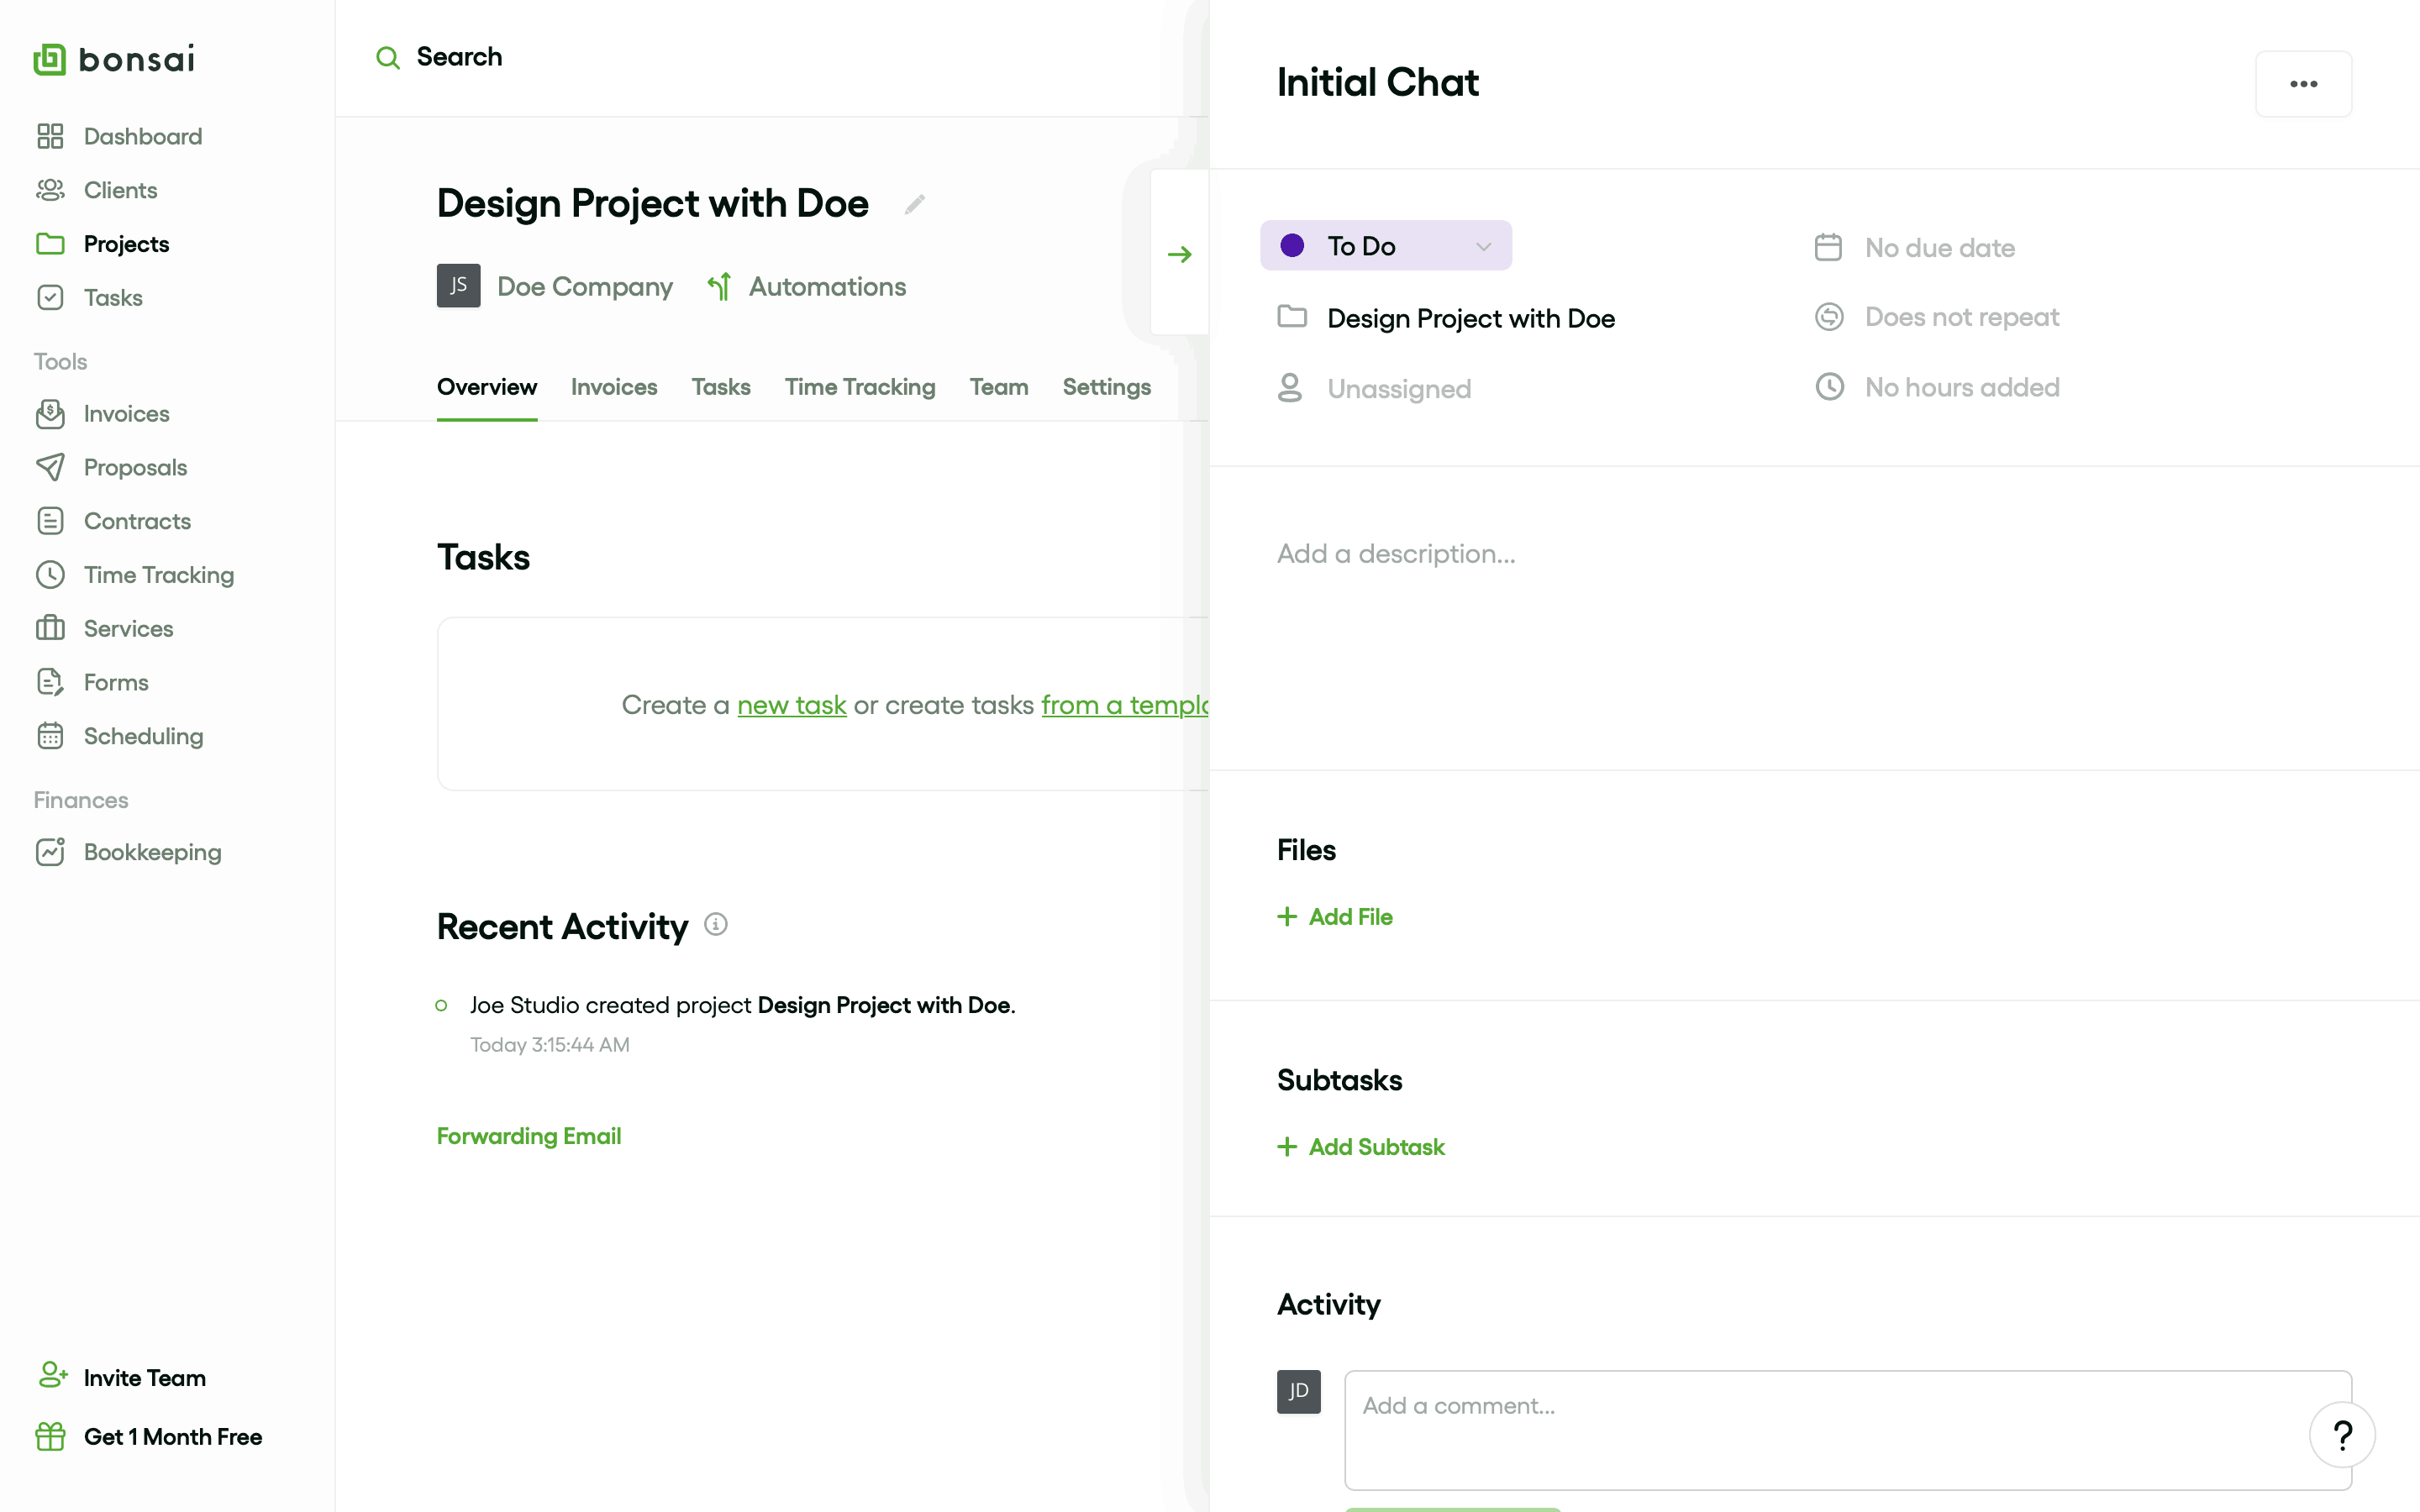 bonsai
Dashboard
Clients
Projects
Tasks
Tools
Invoices
Proposals
Contracts
Time Tracking
Services
Forms
Scheduling
Finances
Bookkeeping
Invite Team
Get 1 Month Free
Search
Design Project with Doe
JS Doe Company Automations
Overview Invoices Tasks Time Tracking Team Settings
Tasks
Create a new task or create tasks from a
Recent Activity
Joe Studio created project Design Project with Doe.
Today 3:15:44 AM
Forwarding Email
Initial Chat
To Do
No due date
Design Project with Doe
Does not repeat
Unassigned
No hours added
Add a description...
Files
+ Add File
Subtasks
+ Add Subtask
Activity
JD
Add a comment...
?